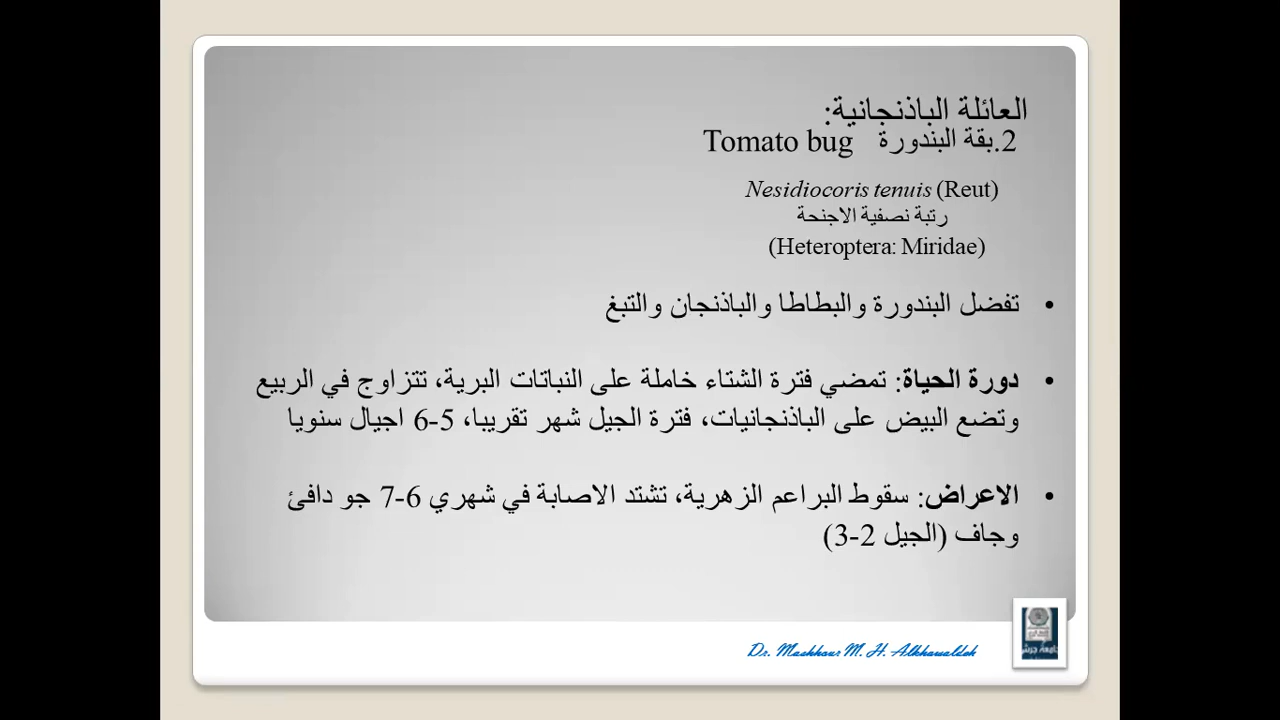 العائلة الباذنجانية:
2.بقة البندورة Tomato bug
Nesidiocoris tenuis (Reut)
رتبة نصفية الاجنحة
(Heteroptera: Miridae)
• تفضل البندورة والبطاطا والباذنجان والتبغ
• دورة الحياة: تمضي فترة الشتاء خاملة على النباتات البرية، تتزاوج في الربيع
وتضع البيض على الباذنجانيات، فترة الجيل شهر تقريبا، 5-6 اجيال سنويا
• الاعراض: سقوط البراعم الزهرية، تشتد الاصابة في شهري 6-7 جو دافئ
وجاف (الجيل 2-3)
Dr. Mashhour M. H. Alkhawaldeh